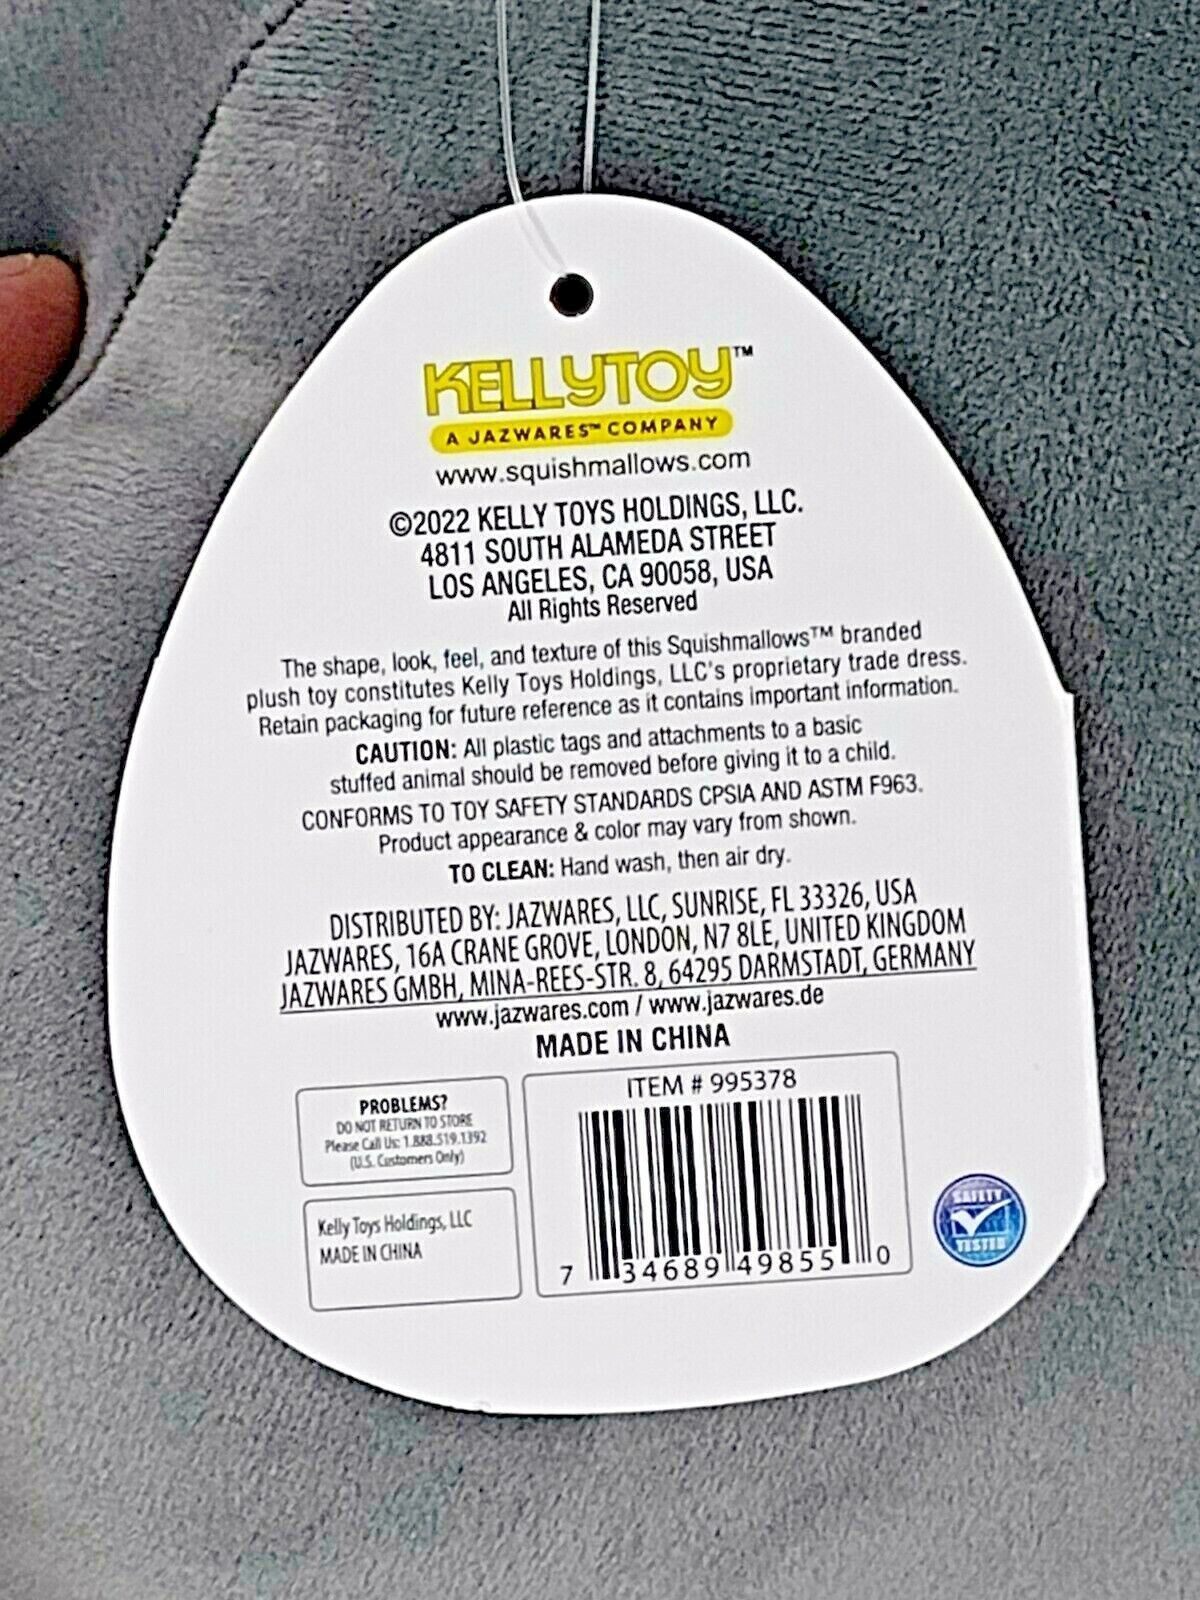 KELLYTOY™
A JAZWARES™ COMPANY
www.squishmallows.com
©2022 KELLY TOYS HOLDINGS, LLC.
4811 SOUTH ALAMEDA STREET
LOS ANGELES, CA 90058, USA
All Rights Reserved
The shape, look, feel, and texture of this Squishmallows™ branded
plush toy constitutes Kelly Toys Holdings, LLC's proprietary trade dress.
Retain packaging for future reference as it contains important information.
CAUTION: All plastic tags and attachments to a basic
stuffed animal should be removed before giving it to a child.
CONFORMS TO TOY SAFETY STANDARDS CPSIA AND ASTM F963.
Product appearance & color may vary from shown.
TO CLEAN: Hand wash, then air dry.
DISTRIBUTED BY: JAZWARES, LLC, SUNRISE, FL 33326, USA
JAZWARES, 16A CRANE GROVE, LONDON, N7 8LE, UNITED KINGDOM
JAZWARES GMBH, MINA-REES-STR. 8, 64295 DARMSTADT, GERMANY
www.jazwares.com / www.jazwares.de
MADE IN CHINA
PROBLEMS?
DO NOT RETURN TO STORE
Please Call Us: 1.888.519.1392
(U.S. Customers Only)
Kelly Toys Holdings, LLC
MADE IN CHINA
ITEM # 995378
7 34689 49855 0
SAFETY
TESTED